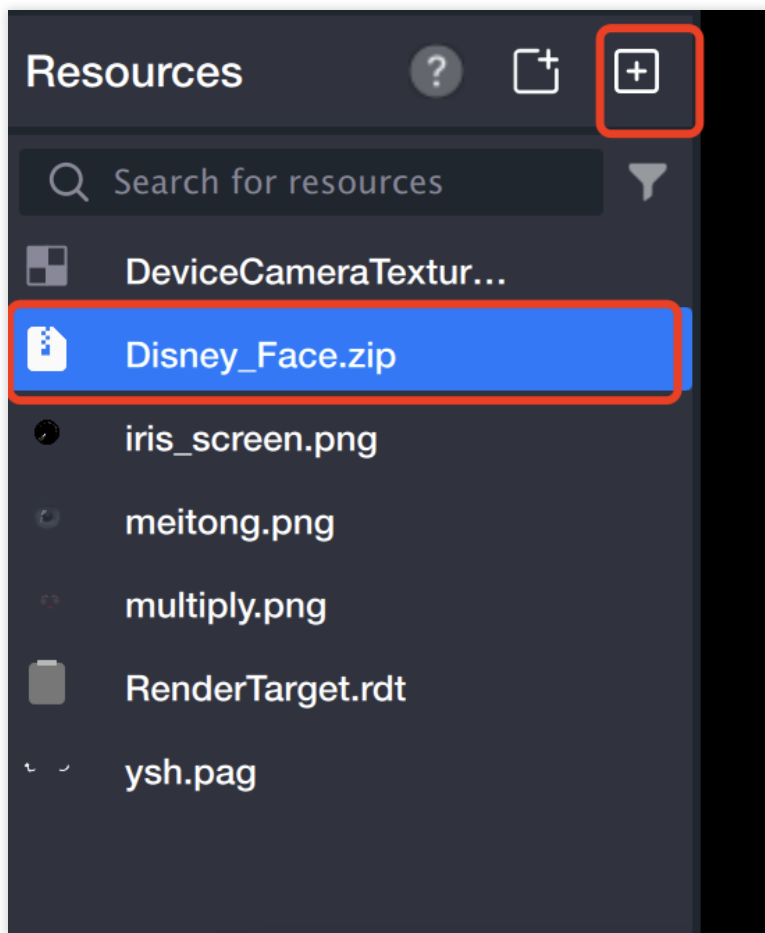 Resources
?
Search for resources
DeviceCameraTextur...
Disney_Face.zip
iris_screen.png
meitong.png
multiply.png
RenderTarget.rdt
ysh.pag